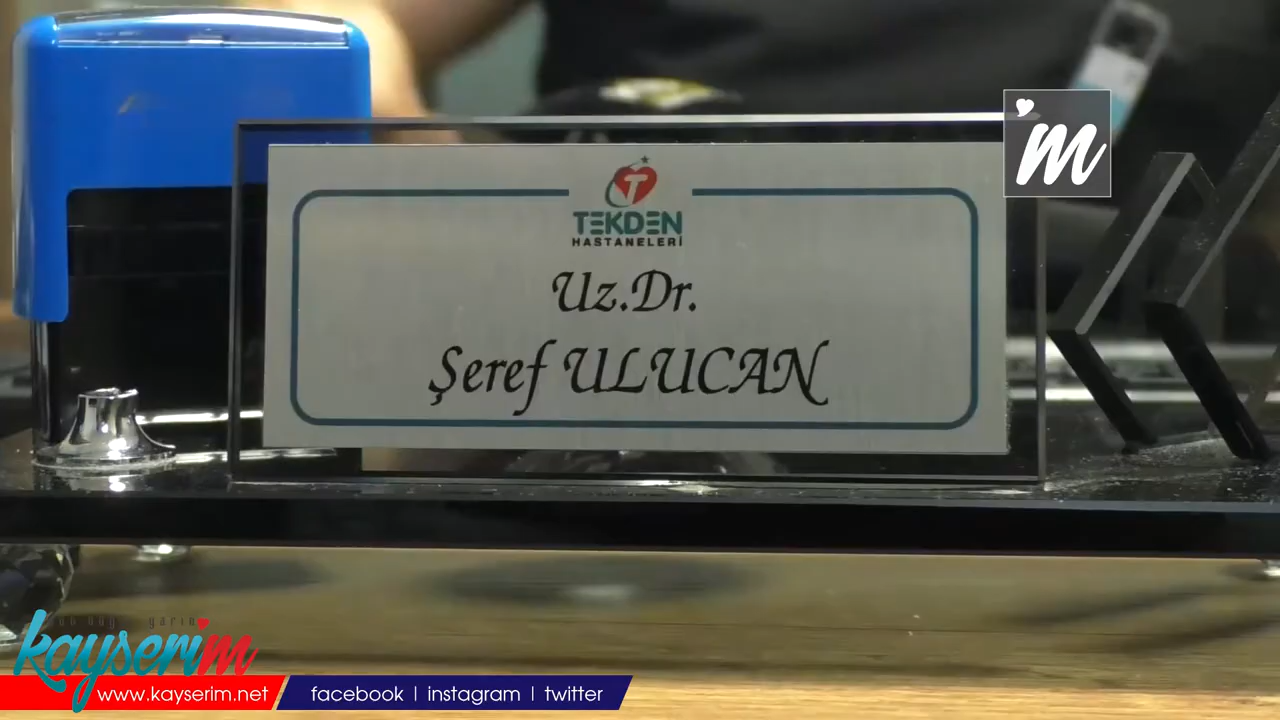 'm
T
TEKDEN
HASTANELERİ
Uz.Dr.
Şeref ULUCAN
kayserim
www.kayserim.net
facebook | instagram | twitter